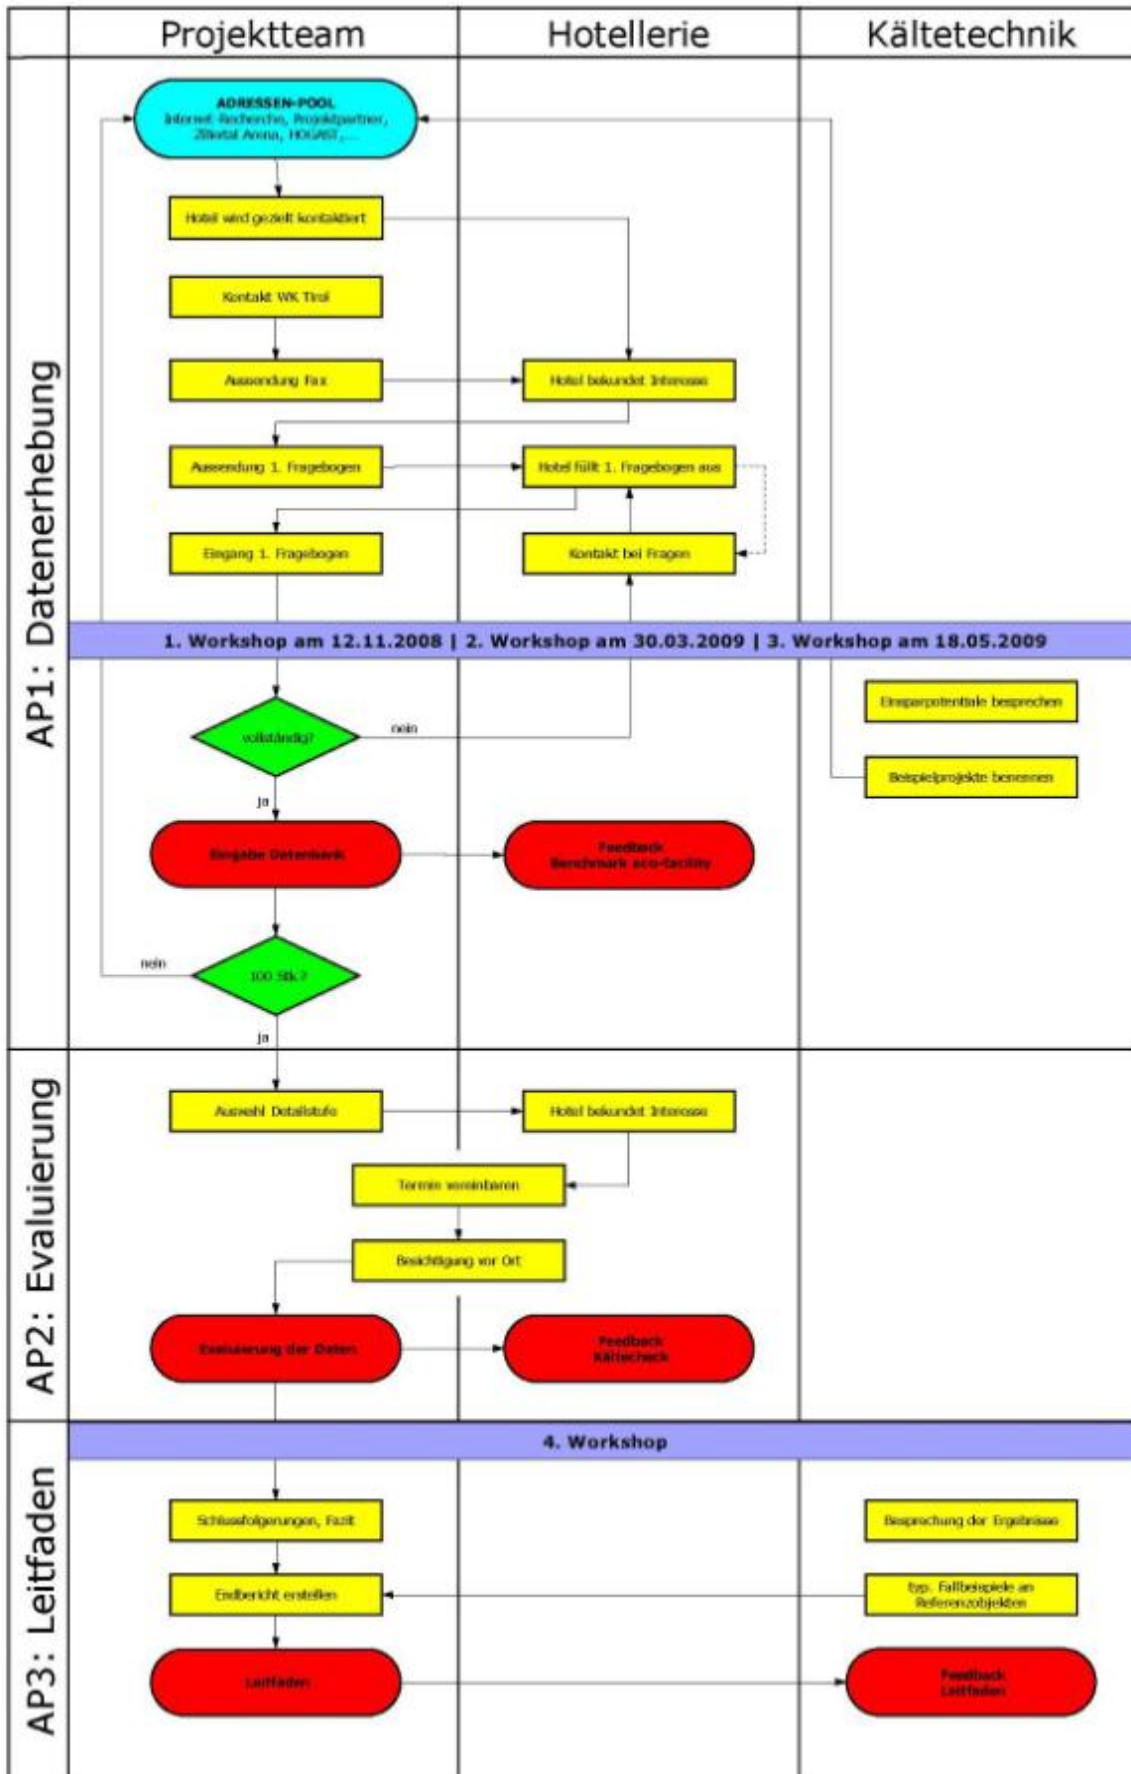 Projektteam
Hotellerie
Kältetechnik
AP1: Datenerhebung
ADRESSEN-POOL
Internet-Recherche, Projektpartner,
Zillertal Arena, HOGAST,...
Hotel wird gezielt kontaktiert
Kontakt WK Tirol
Aussendung Fax
Hotel bekundet Interesse
Aussendung 1. Fragebogen
Hotel füllt 1. Fragebogen aus
Eingang 1. Fragebogen
Kontakt bei Fragen
1. Workshop am 12.11.2008 | 2. Workshop am 30.03.2009 | 3. Workshop am 18.05.2009
Einsparpotentiale besprechen
vollständig?
nein
Beispielprojekte benennen
ja
Eingabe Datenbank
Feedback
Benchmark eco-facility
nein
100 Stk.?
ja
AP2: Evaluierung
Auswahl Detailstufe
Hotel bekundet Interesse
Termin vereinbaren
Besichtigung vor Ort
Evaluierung der Daten
Feedback
Kältecheck
AP3: Leitfaden
4. Workshop
Schlussfolgerungen, Fazit
Besprechung der Ergebnisse
Endbericht erstellen
typ. Fallbeispiele an
Referenzobjekten
Leitfaden
Feedback
Leitfaden